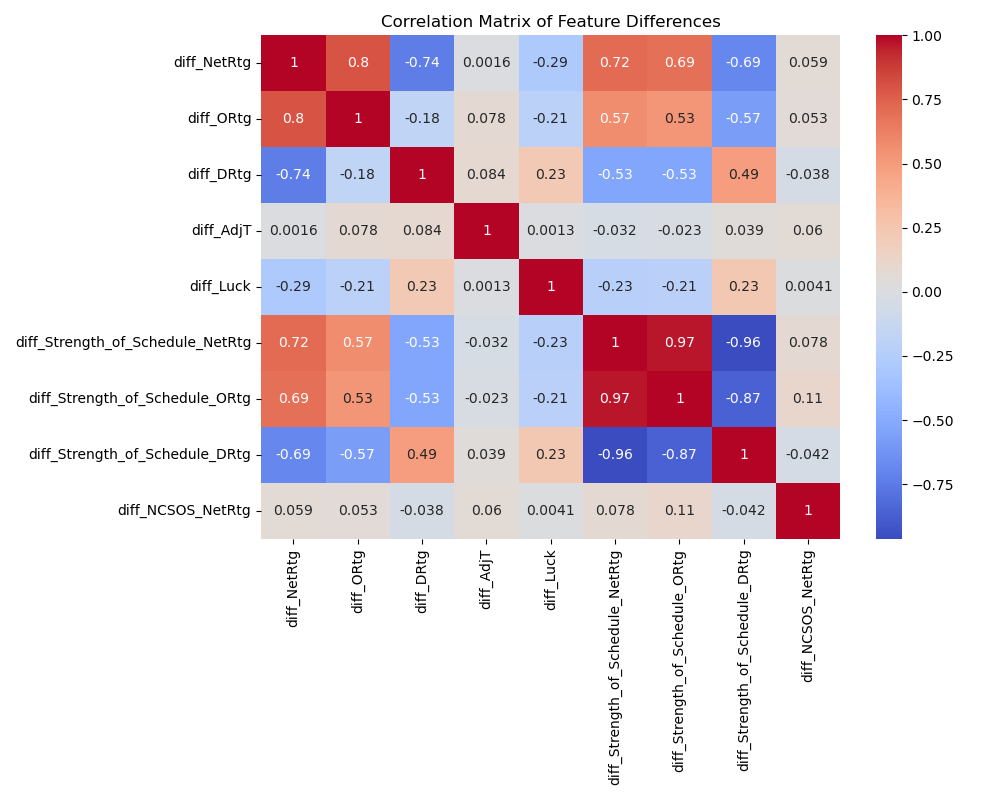 Correlation Matrix of Feature Differences
diff_NetRtg 1 0.8 -0.74 0.0016 -0.29 0.72 0.69 -0.69 0.059
diff_ORtg 0.8 1 -0.18 0.078 -0.21 0.57 0.53 -0.57 0.053
diff_DRtg -0.74 -0.18 1 0.084 0.23 -0.53 -0.53 0.49 -0.038
diff_AdjT 0.0016 0.078 0.084 1 0.0013 -0.032 -0.023 0.039 0.06
diff_Luck -0.29 -0.21 0.23 0.0013 1 -0.23 -0.21 0.23 0.0041
diff_Strength_of_Schedule_NetRtg 0.72 0.57 -0.53 -0.032 -0.23 1 0.97 -0.96 0.078
diff_Strength_of_Schedule_ORtg 0.69 0.53 -0.53 -0.023 -0.21 0.97 1 -0.87 0.11
diff_Strength_of_Schedule_DRtg -0.69 -0.57 0.49 0.039 0.23 -0.96 -0.87 1 -0.042
diff_NCSOS_NetRtg 0.059 0.053 -0.038 0.06 0.0041 0.078 0.11 -0.042 1
diff_NetRtg
diff_ORtg
diff_DRtg
diff_AdjT
diff_Luck
diff_Strength_of_Schedule_NetRtg
diff_Strength_of_Schedule_ORtg
diff_Strength_of_Schedule_DRtg
diff_NCSOS_NetRtg
1.00
0.75
0.50
0.25
0.00
−0.25
−0.50
−0.75